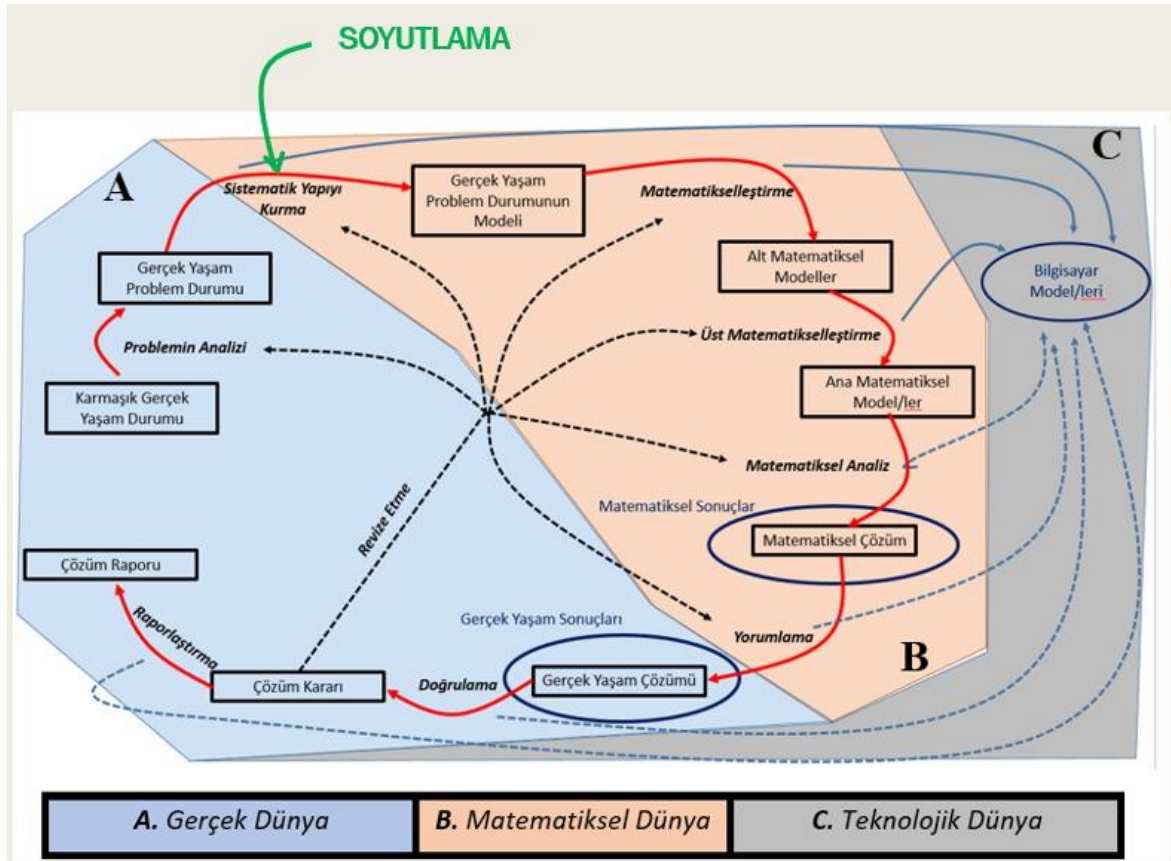 SOYUTLAMA
A
C
Sistematik Yapıyı
Kurma
Gerçek Yaşam
Problem Durumunun
Modeli
Matematikselleştirme
Gerçek Yaşam
Problem Durumu
Alt Matematiksel
Modeller
Bilgisayar
Model/leri
Problemin Analizi
Üst Matematikselleştirme
Karmaşık Gerçek
Yaşam Durumu
Ana Matematiksel
Model/ler
Matematiksel Analiz
Revize Etme
Matematiksel Sonuçlar
Matematiksel Çözüm
Çözüm Raporu
Raporlaştırma
Gerçek Yaşam Sonuçları
Yorumlama
B
Çözüm Kararı
Doğrulama
Gerçek Yaşam Çözümü
A. Gerçek Dünya
B. Matematiksel Dünya
C. Teknolojik Dünya